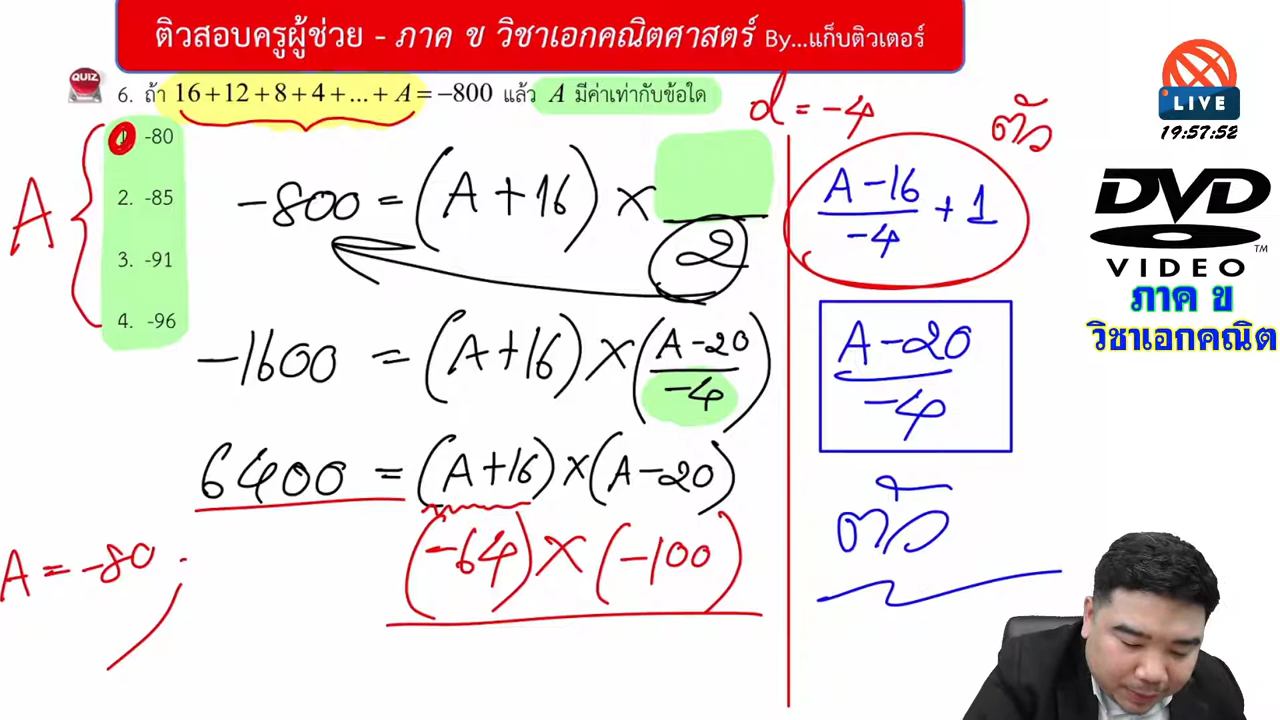 ติวสอบครูผู้ช่วย - ภาค ข วิชาเอกคณิตศาสตร์ By...แก็บติวเตอร์
QUIZ
6. ถ้า 16+12+8+4+...+A=-800 แล้ว A มีค่าเท่ากับข้อใด
1. -80
2. -85
3. -91
4. -96
A
-800 = (A+16) ×
2
-1600 = (A+16) × (A-20 / -4)
6400 = (A+16) × (A-20)
(-64) × (-100)
A = -80
d = -4
ตัว
A-16 / -4 + 1
A-20 / -4
ตัว
LIVE
19:57:52
DVD
TM
VIDEO
ภาค ข
วิชาเอกคณิต